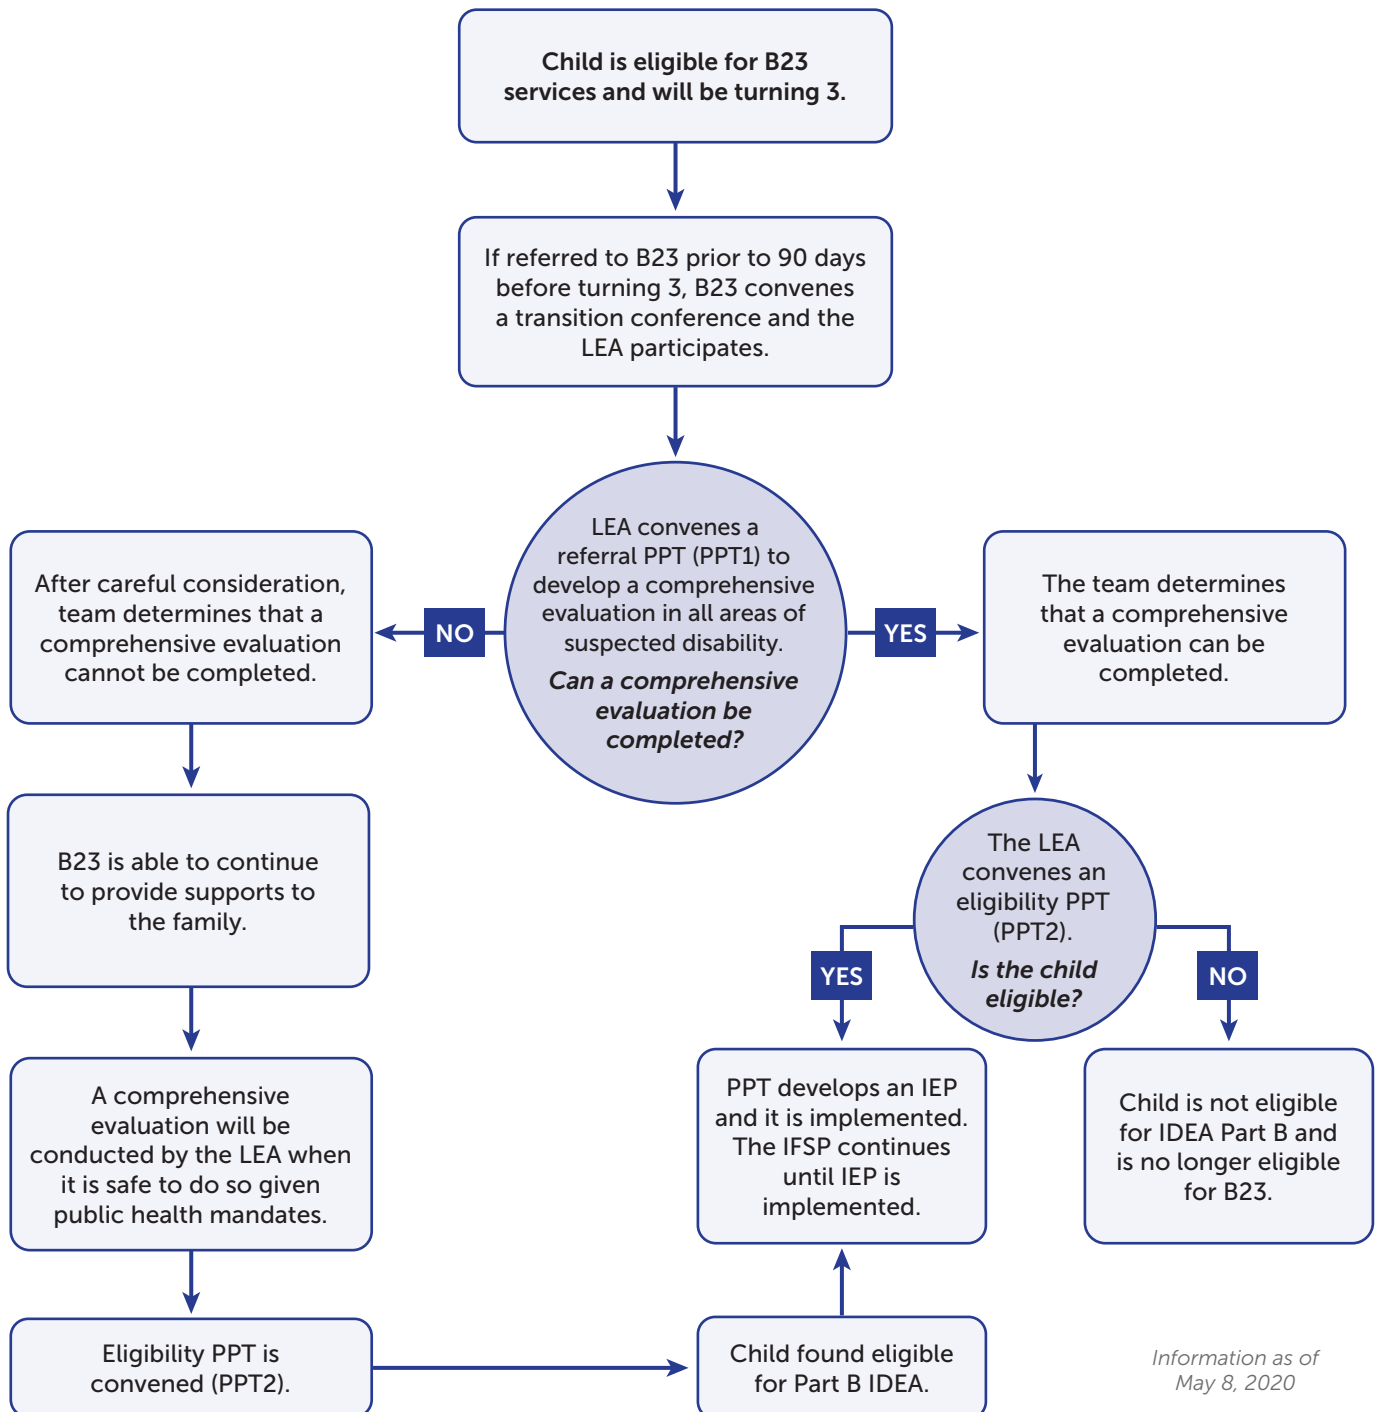 Child is eligible for B23
services and will be turning 3.
If referred to B23 prior to 90 days
before turning 3, B23 convenes
a transition conference and the
LEA participates.
LEA convenes a
referral PPT (PPT1) to
develop a comprehensive
evaluation in all areas of
suspected disability.
Can a comprehensive
evaluation be
completed?
NO
YES
After careful consideration,
team determines that a
comprehensive evaluation
cannot be completed.
The team determines
that a comprehensive
evaluation can be
completed.
B23 is able to continue
to provide supports to
the family.
The LEA
convenes an
eligibility PPT
(PPT2).
Is the child
eligible?
YES
NO
A comprehensive
evaluation will be
conducted by the LEA when
it is safe to do so given
public health mandates.
PPT develops an IEP
and it is implemented.
The IFSP continues
until IEP is
implemented.
Child is not eligible
for IDEA Part B and
is no longer eligible
for B23.
Eligibility PPT is
convened (PPT2).
Child found eligible
for Part B IDEA.
Information as of
May 8, 2020